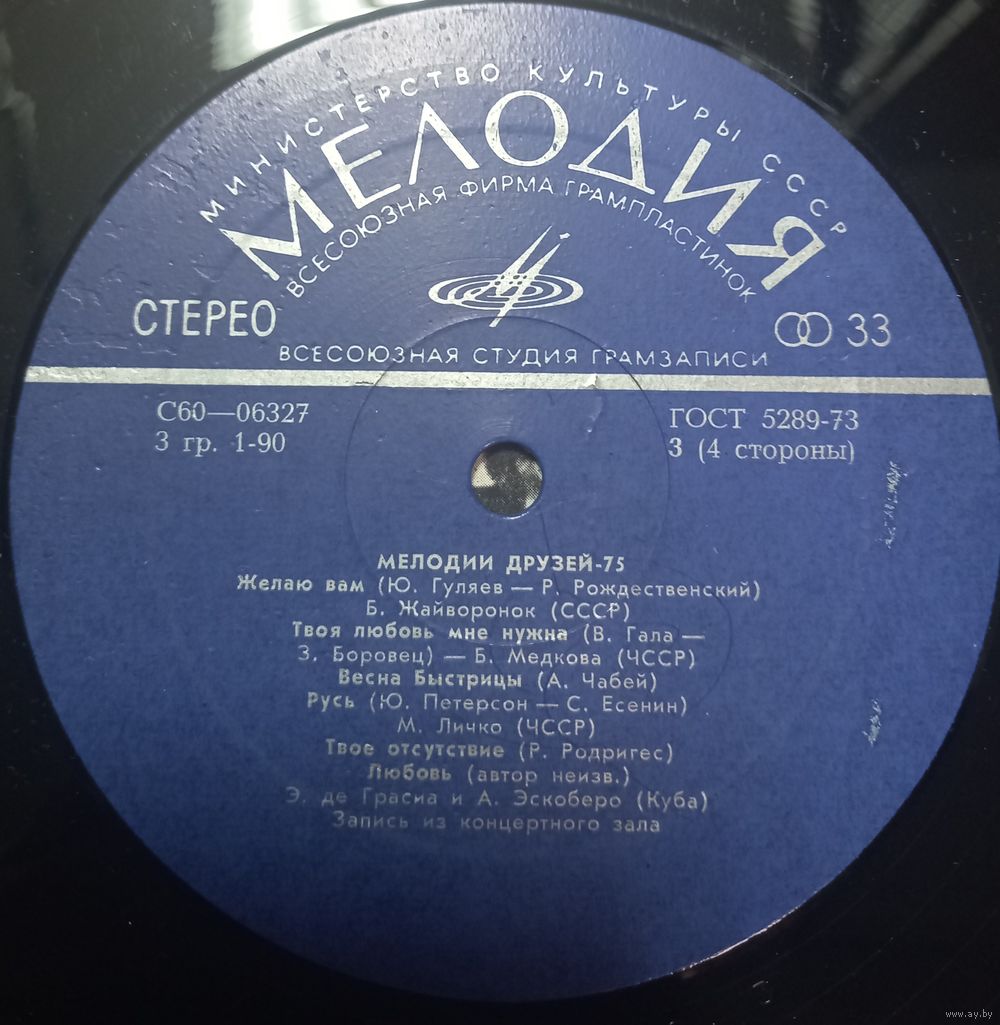 МИНИСТЕРСТВО КУЛЬТУРЫ СССР
МЕЛОДИЯ
ВСЕСОЮЗНАЯ ФИРМА ГРАМПЛАСТИНОК
СТЕРЕО
33
ВСЕСОЮЗНАЯ СТУДИЯ ГРАМЗАПИСИ
С60—06327
ГОСТ 5289-73
3 гр. 1-90
3 (4 стороны)
МЕЛОДИИ ДРУЗЕЙ-75
Желаю вам (Ю. Гуляев — Р. Рождественский)
Б. Жайворонок (СССР)
Твоя любовь мне нужна (В. Гала —
З. Боровец) — Б. Медкова (ЧССР)
Весна Быстрицы (А. Чабей)
Русь (Ю. Петерсон — С. Есенин)
М. Личко (ЧССР)
Твое отсутствие (Р. Родригес)
Любовь (автор неизв.)
Э. де Грасиа и А. Эскоберо (Куба)
Запись из концертного зала
www.ay.by